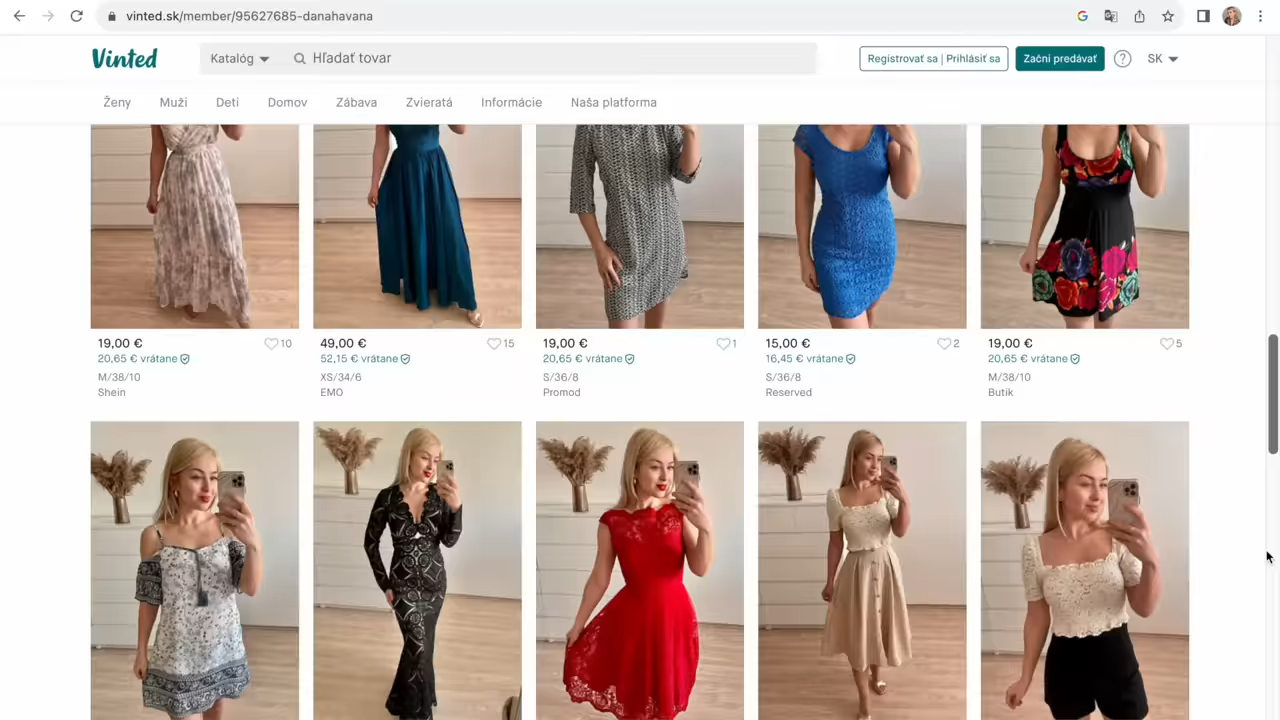 vinted.sk/member/95627685-danahavana
Vinted
Katalóg
Hľadať tovar
Registrovať sa | Prihlásiť sa
Začni predávať
?
SK
Ženy
Muži
Deti
Domov
Zábava
Zvieratá
Informácie
Naša platforma
19,00 €
10
20,65 € vrátane
M/38/10
Shein
49,00 €
15
52,15 € vrátane
XS/34/6
EMO
19,00 €
1
20,65 € vrátane
S/36/8
Promod
15,00 €
2
16,45 € vrátane
S/36/8
Reserved
19,00 €
5
20,65 € vrátane
M/38/10
Butik